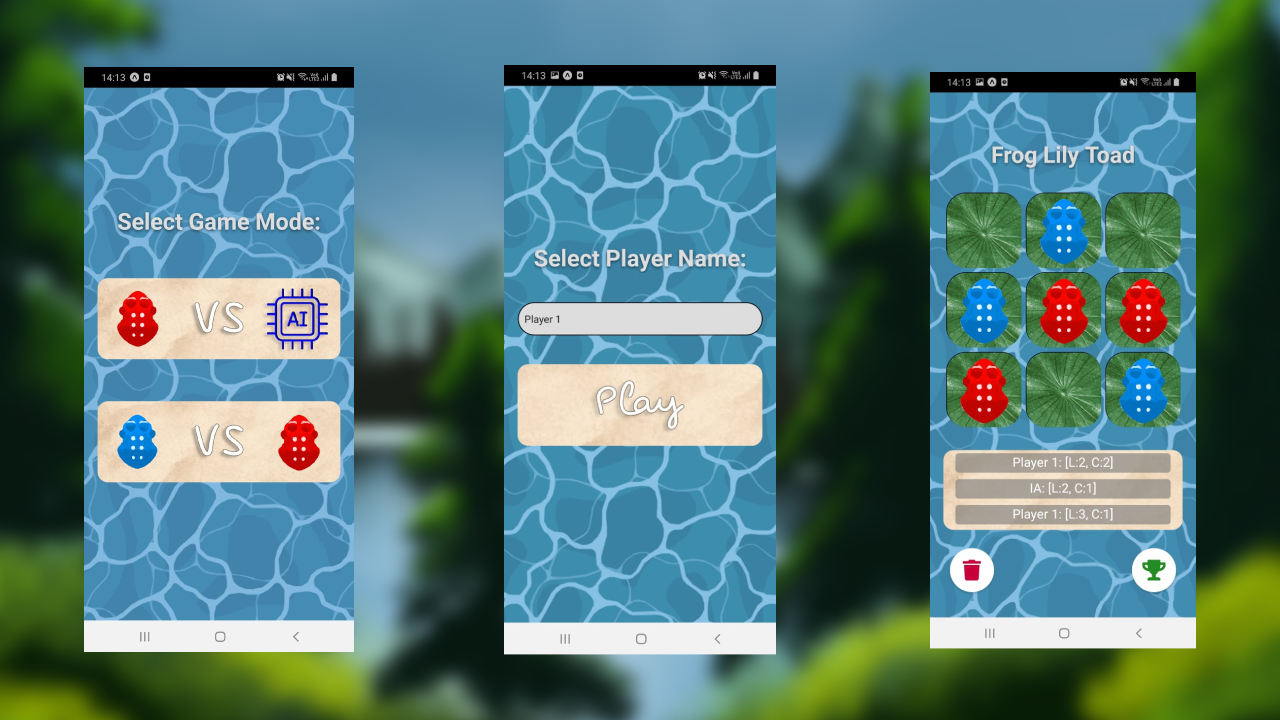 14:13
Select Game Mode:
VS
AI
VS
14:13
Select Player Name:
Player 1
Play
14:13
Frog Lily Toad
Player 1: [L:2, C:2]
IA: [L:2, C:1]
Player 1: [L:3, C:1]